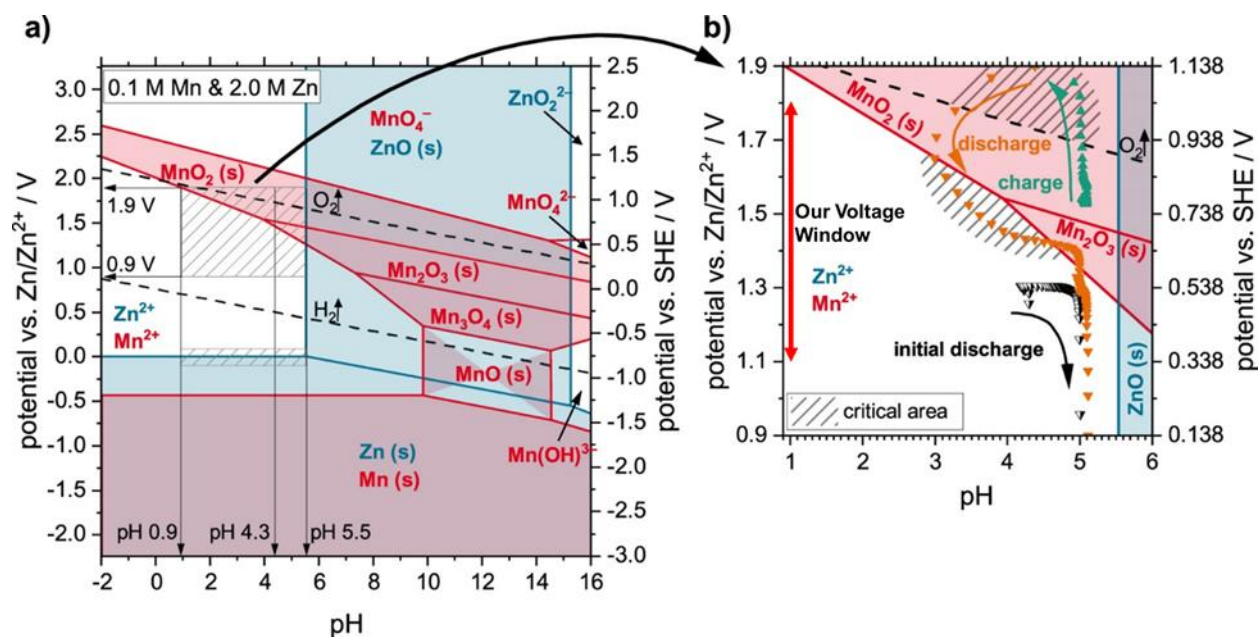 a)
potential vs. Zn/Zn²⁺ / V
3.0
2.5
2.0
1.5
1.0
0.5
0.0
-0.5
-1.0
-1.5
-2.0
0.1 M Mn & 2.0 M Zn
MnO₄⁻
ZnO (s)
ZnO₂²⁻
MnO₂ (s)
O₂
MnO₄²⁻
1.9 V
0.9 V
Mn₂O₃ (s)
H₂
Mn₃O₄ (s)
Zn²⁺
Mn²⁺
MnO (s)
Zn (s)
Mn (s)
Mn(OH)³⁻
pH 0.9
pH 4.3
pH 5.5
-2
0
2
4
6
8
10
12
14
16
pH
2.5
2.0
1.5
1.0
0.5
0.0
-0.5
-1.0
-1.5
-2.0
-2.5
-3.0
potential vs. SHE / V
b)
potential vs. Zn/Zn²⁺ / V
1.9
1.7
1.5
1.3
1.1
0.9
MnO₂ (s)
discharge
charge
O₂
Our Voltage
Window
Mn₂O₃ (s)
Zn²⁺
Mn²⁺
initial discharge
ZnO (s)
critical area
1
2
3
4
5
6
pH
1.138
0.938
0.738
0.538
0.338
0.138
potential vs. SHE / V